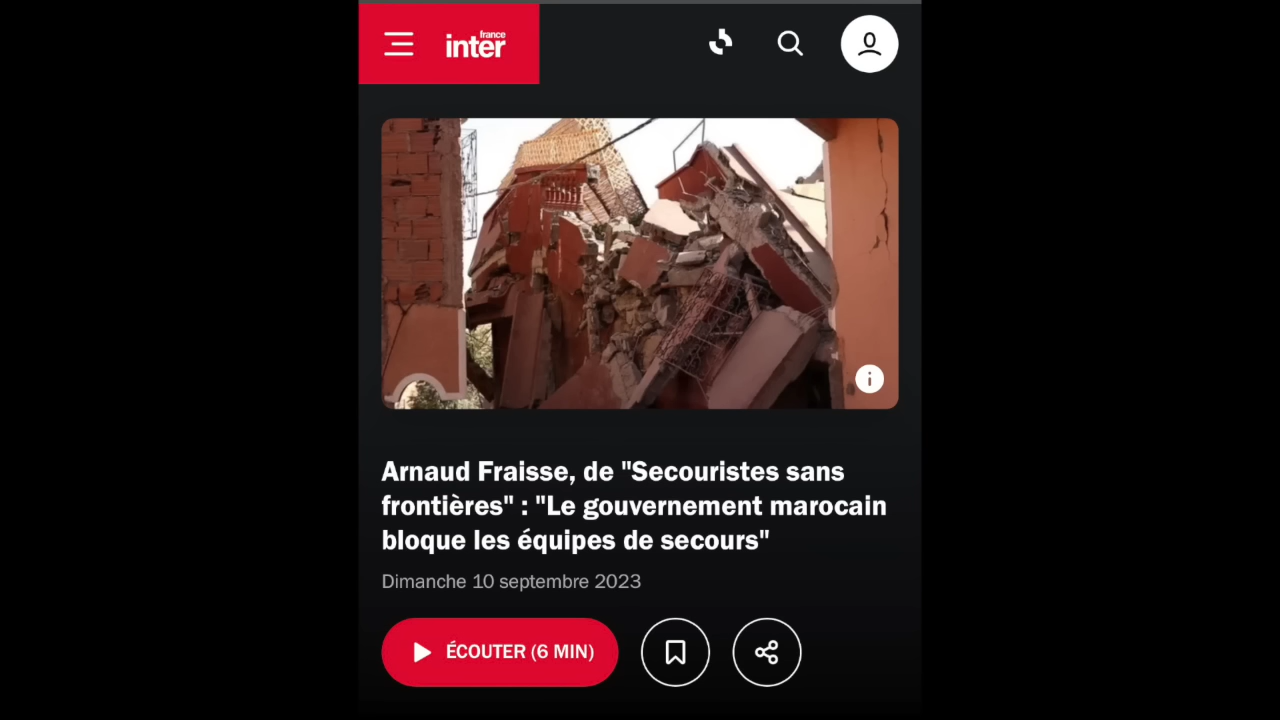 france
inter
Arnaud Fraisse, de "Secouristes sans
frontières" : "Le gouvernement marocain
bloque les équipes de secours"
Dimanche 10 septembre 2023
ÉCOUTER (6 MIN)